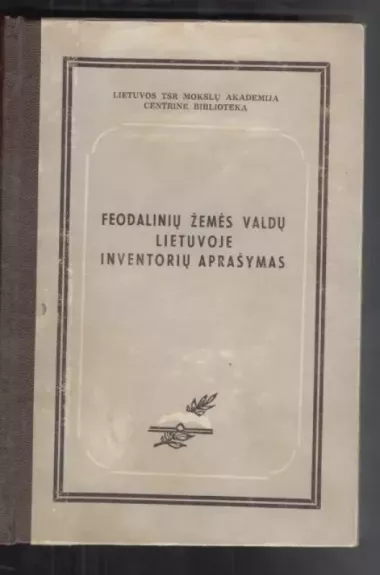 LIETUVOS TSR MOKSLŲ AKADEMIJA
CENTRINĖ BIBLIOTEKA
FEODALINIŲ ŽEMĖS VALDŲ
LIETUVOJE
INVENTORIŲ APRAŠYMAS